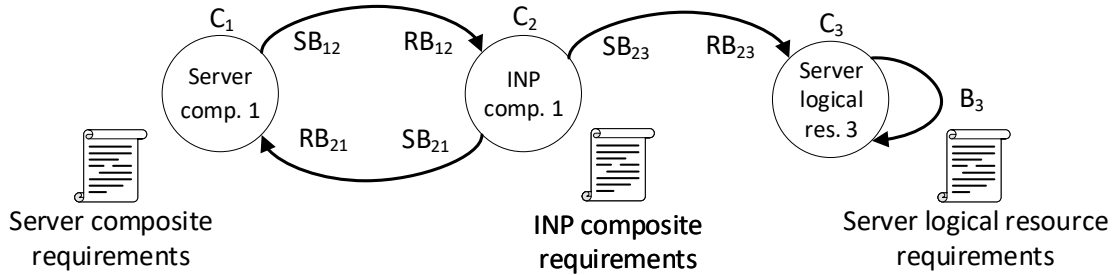 C₁
SB₁₂
RB₁₂
C₂
SB₂₃
RB₂₃
C₃
Server
comp. 1
INP
comp. 1
Server
logical
res. 3
B₃
RB₂₁
SB₂₁
Server composite
requirements
INP composite
requirements
Server logical resource
requirements